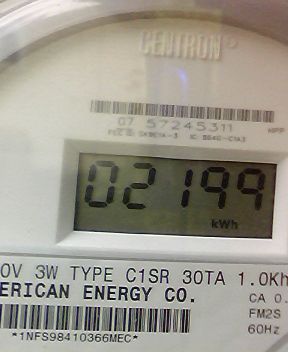 CENTRON®
07 57245311
02199
kWh
0V 3W TYPE C1SR 30TA 1.0Kh
ERICAN ENERGY CO.
CA 0.
FM2S
60Hz
*1NFS98410366MEC*